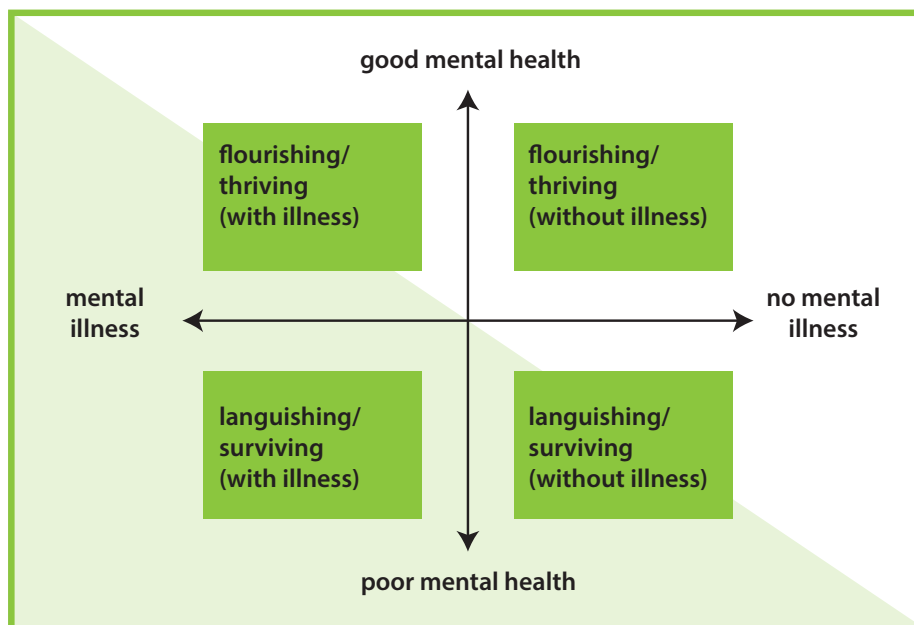 good mental health
flourishing/
thriving
(with illness)
flourishing/
thriving
(without illness)
mental
illness
no mental
illness
languishing/
surviving
(with illness)
languishing/
surviving
(without illness)
poor mental health